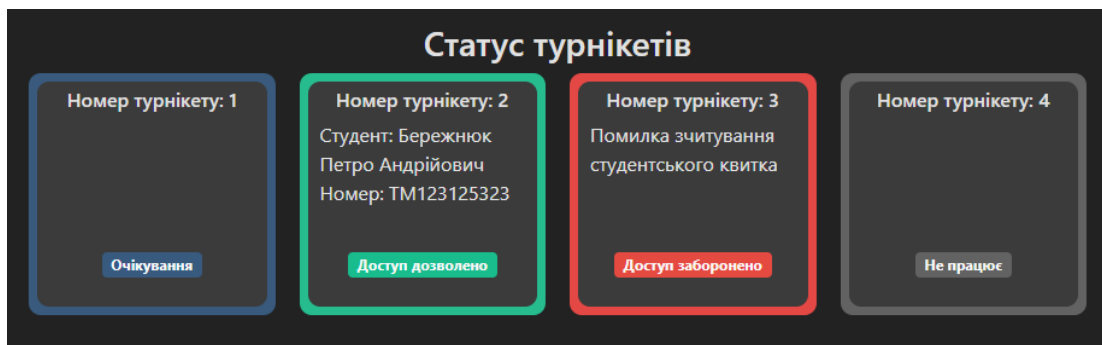 Статус турнікетів
Номер турнікету: 1
Очікування
Номер турнікету: 2
Студент: Бережнюк
Петро Андрійович
Номер: TM123125323
Доступ дозволено
Номер турнікету: 3
Помилка зчитування
студентського квитка
Доступ заборонено
Номер турнікету: 4
Не працює